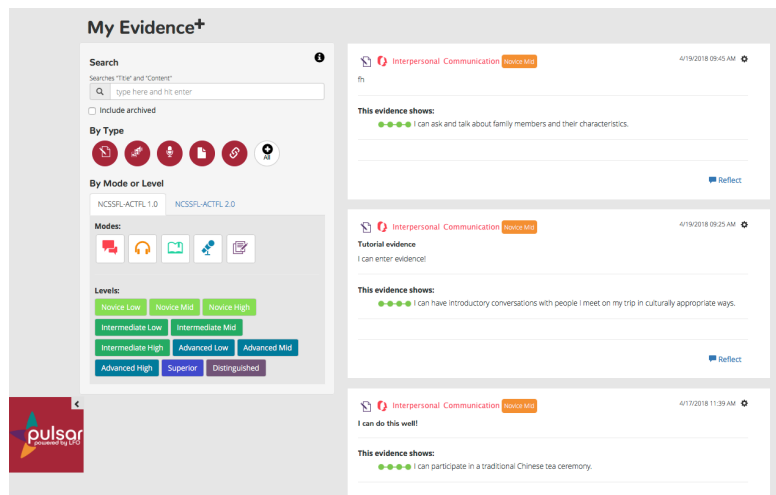 My Evidence+
Search
Searches "Title" and "Content"
type here and hit enter
Include archived
By Type
All
By Mode or Level
NCSSFL-ACTFL 1.0 NCSSFL-ACTFL 2.0
Modes:
Levels:
Novice Low Novice Mid Novice High
Intermediate Low Intermediate Mid
Intermediate High Advanced Low Advanced Mid
Advanced High Superior Distinguished
pulsar
powered by LFO
Interpersonal Communication Novice Mid 4/19/2018 09:45 AM
fh
This evidence shows:
I can ask and talk about family members and their characteristics.
Reflect
Interpersonal Communication Novice Mid 4/19/2018 09:25 AM
Tutorial evidence
I can enter evidence!
This evidence shows:
I can have introductory conversations with people I meet on my trip in culturally appropriate ways.
Reflect
Interpersonal Communication Novice Mid 4/17/2018 11:39 AM
I can do this well!
This evidence shows:
I can participate in a traditional Chinese tea ceremony.